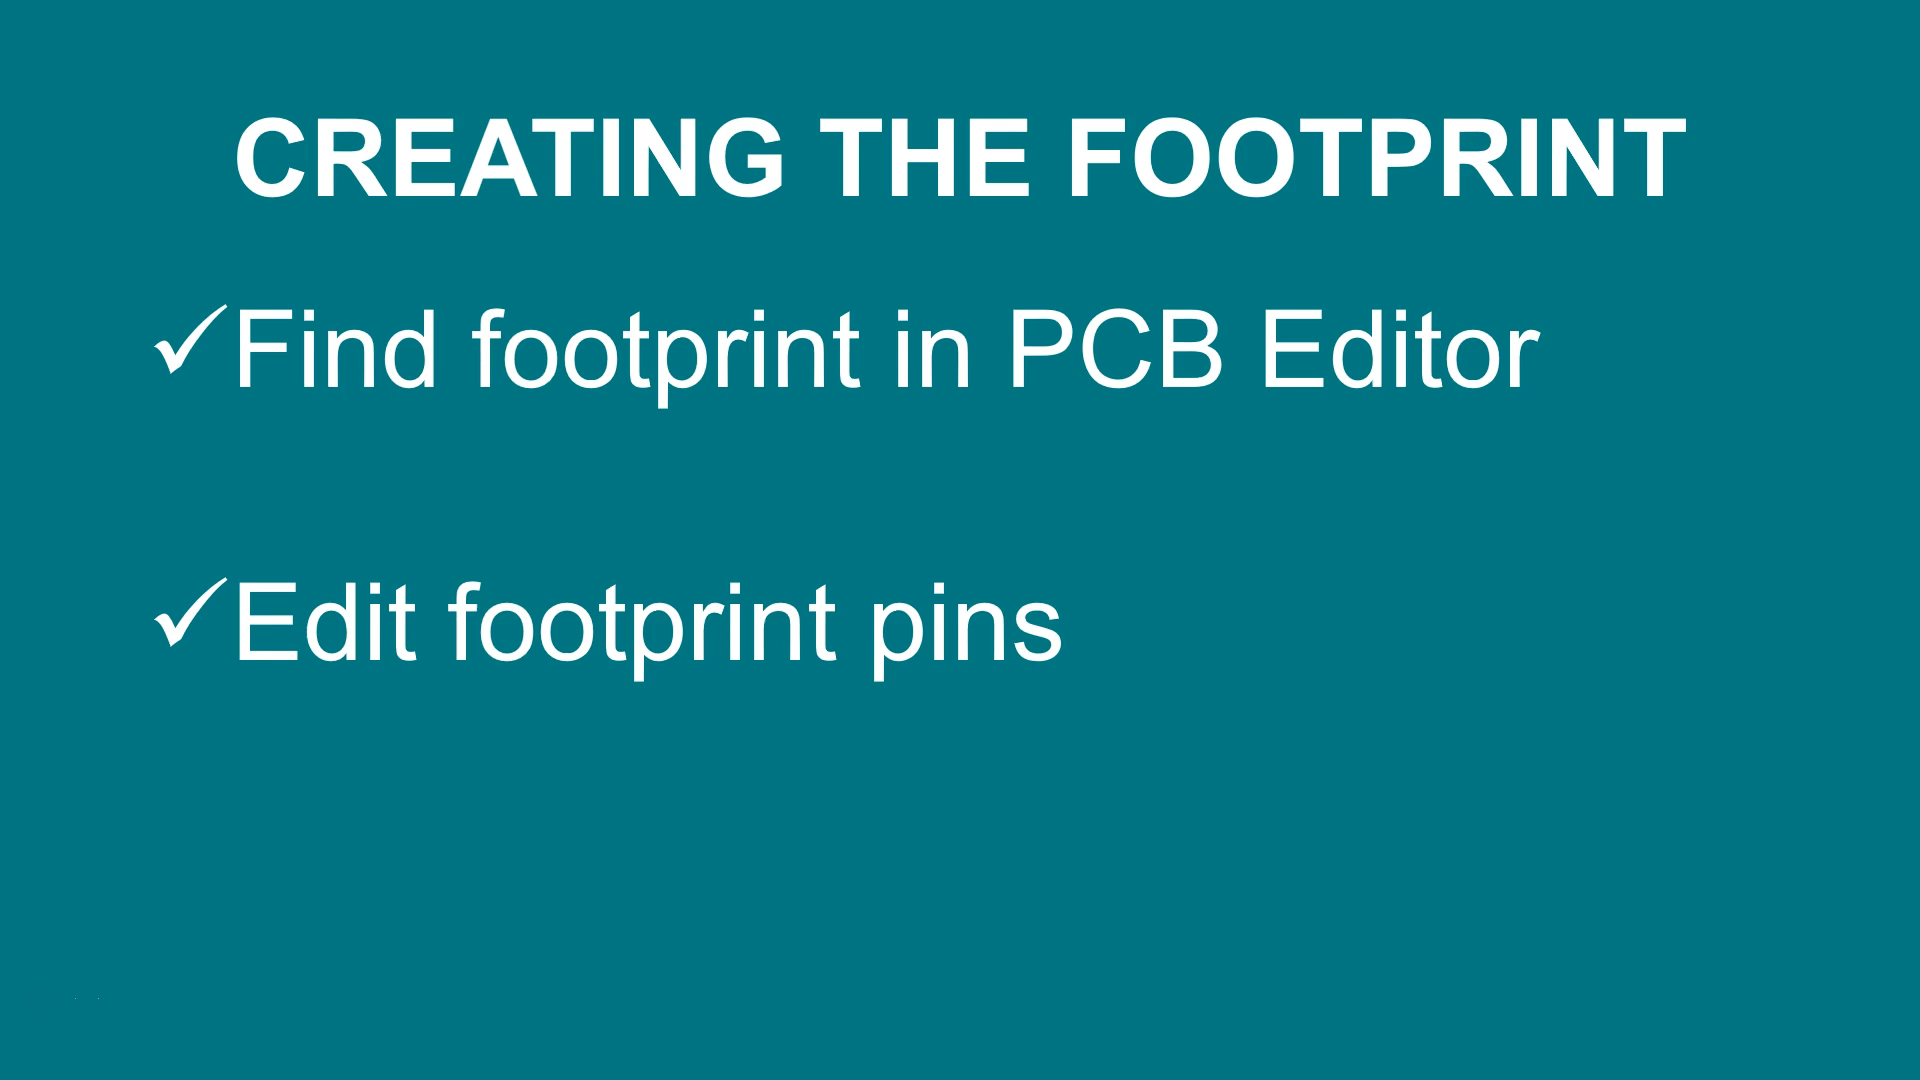 CREATING THE FOOTPRINT
✓Find footprint in PCB Editor
✓Edit footprint pins